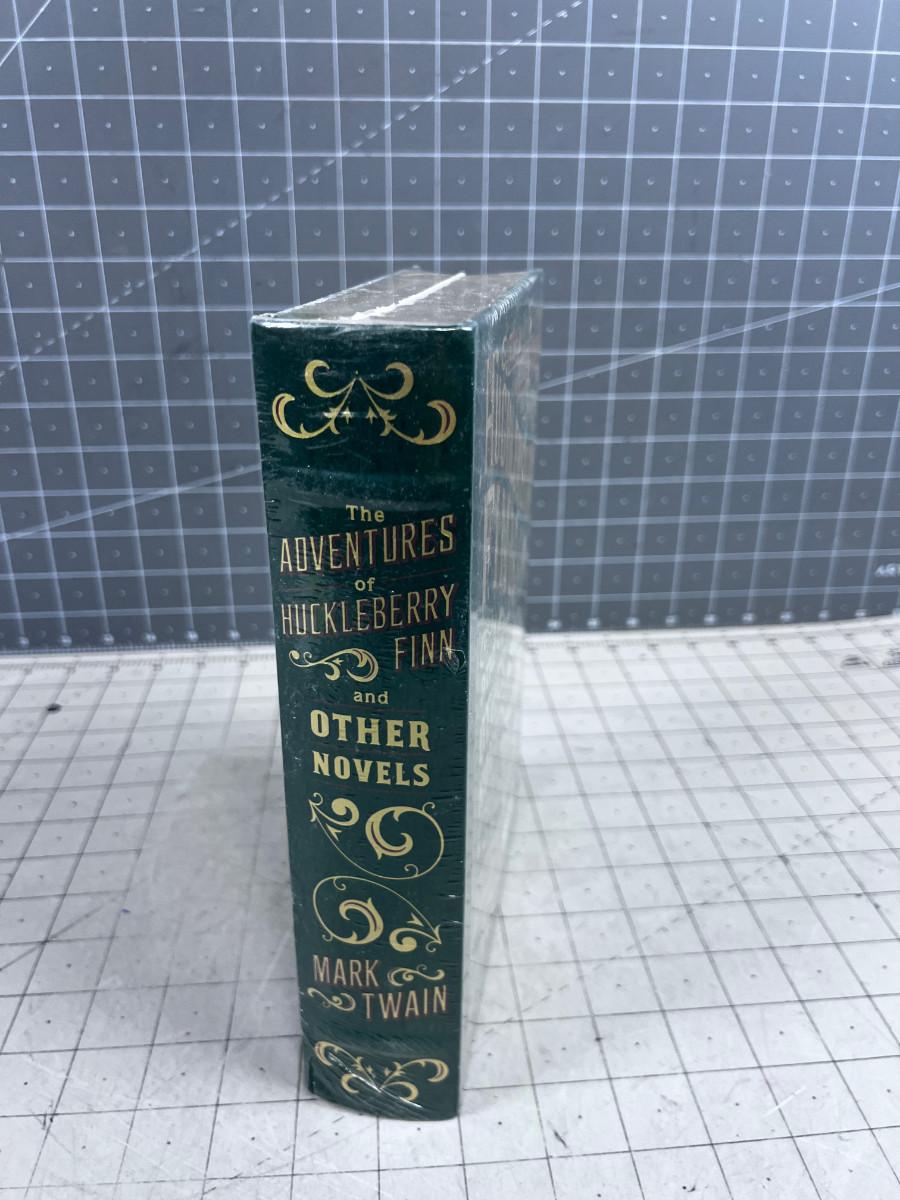 The
ADVENTURES
of
HUCKLEBERRY
FINN
and
OTHER
NOVELS
MARK
TWAIN